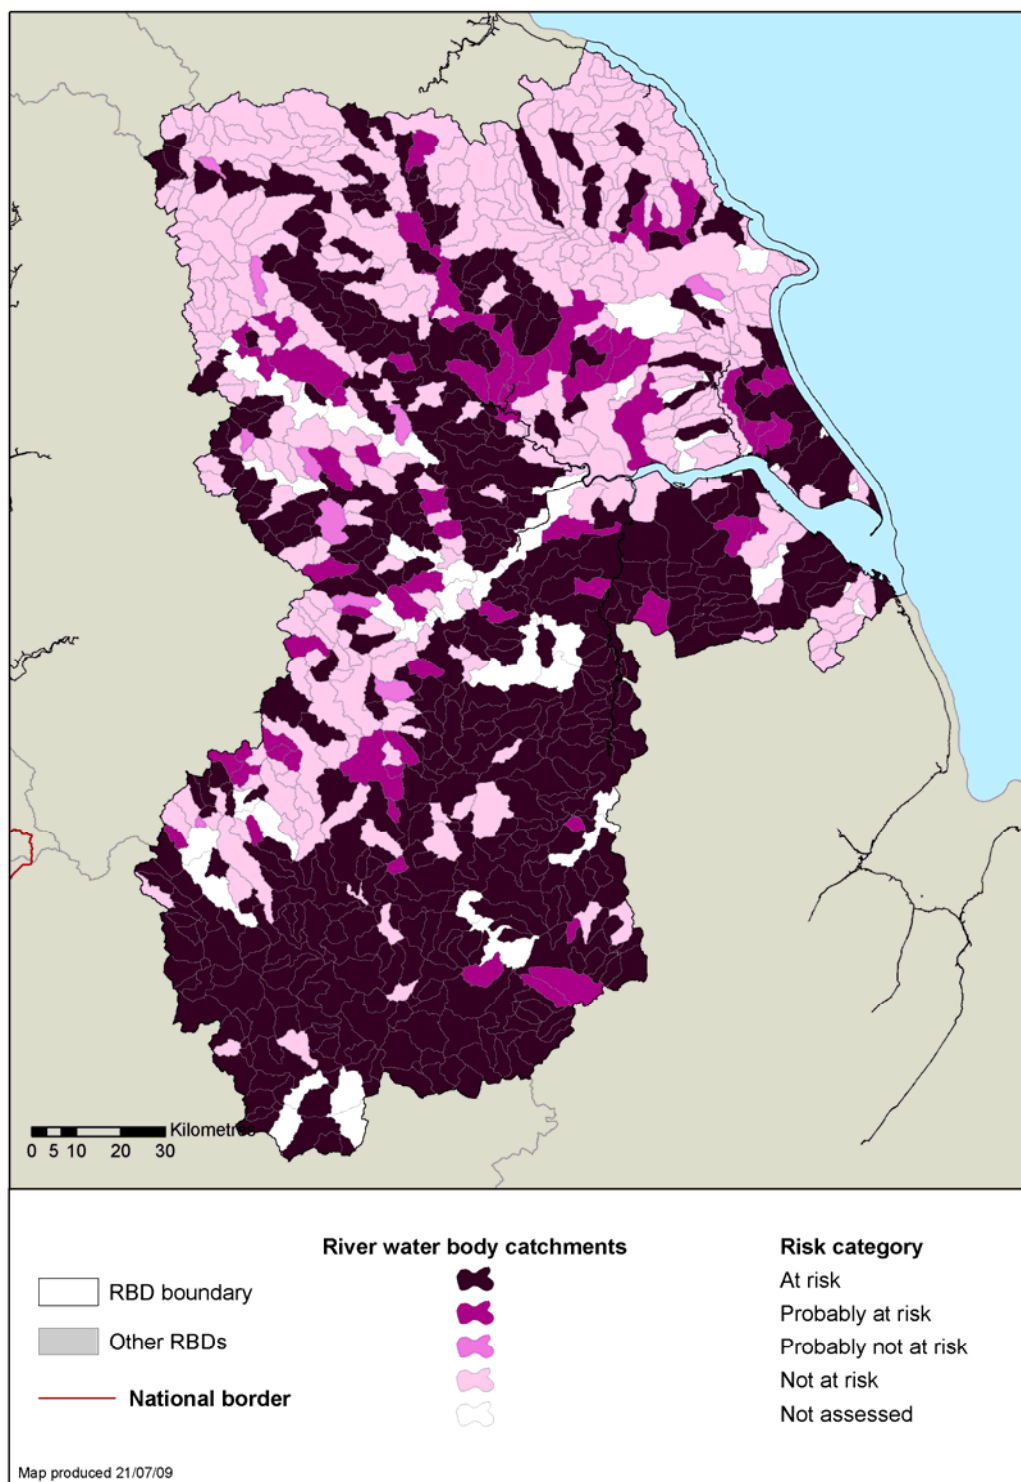 Kilometres
0 5 10 20 30
River water body catchments
Risk category
RBD boundary
Other RBDs
National border
At risk
Probably at risk
Probably not at risk
Not at risk
Not assessed
Map produced 21/07/09